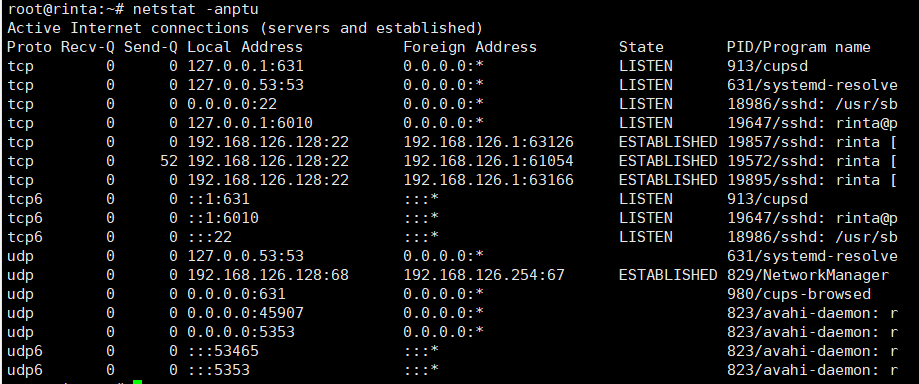 root@rinta:~# netstat -anptu
Active Internet connections (servers and established)
Proto Recv-Q Send-Q Local Address           Foreign Address         State       PID/Program name
tcp        0      0 127.0.0.1:631           0.0.0.0:*               LISTEN      913/cupsd
tcp        0      0 127.0.0.53:53           0.0.0.0:*               LISTEN      631/systemd-resolve
tcp        0      0 0.0.0.0:22              0.0.0.0:*               LISTEN      18986/sshd: /usr/sb
tcp        0      0 127.0.0.1:6010          0.0.0.0:*               LISTEN      19647/sshd: rinta@p
tcp        0      0 192.168.126.128:22      192.168.126.1:63126     ESTABLISHED 19857/sshd: rinta [
tcp        0     52 192.168.126.128:22      192.168.126.1:61054     ESTABLISHED 19572/sshd: rinta [
tcp        0      0 192.168.126.128:22      192.168.126.1:63166     ESTABLISHED 19895/sshd: rinta [
tcp6       0      0 ::1:631                 :::*                    LISTEN      913/cupsd
tcp6       0      0 ::1:6010                :::*                    LISTEN      19647/sshd: rinta@p
tcp6       0      0 :::22                   :::*                    LISTEN      18986/sshd: /usr/sb
udp        0      0 127.0.0.53:53           0.0.0.0:*                           631/systemd-resolve
udp        0      0 192.168.126.128:68      192.168.126.254:67      ESTABLISHED 829/NetworkManager
udp        0      0 0.0.0.0:631             0.0.0.0:*                           980/cups-browsed
udp        0      0 0.0.0.0:45907           0.0.0.0:*                           823/avahi-daemon: r
udp        0      0 0.0.0.0:5353            0.0.0.0:*                           823/avahi-daemon: r
udp6       0      0 :::53465                :::*                                823/avahi-daemon: r
udp6       0      0 :::5353                 :::*                                823/avahi-daemon: r